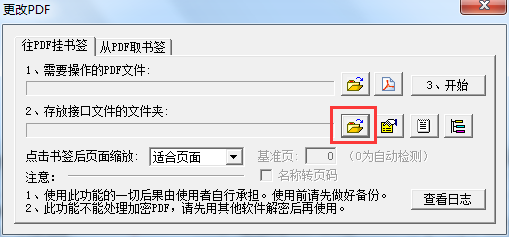 更改PDF
往PDF挂书签 从PDF取书签
1、需要操作的PDF文件:
3、开始
2、存放接口文件的文件夹:
点击书签后页面缩放: 适合页面 基准页: 0 (0为自动检测)
注意: 名称转页码
1、使用此功能的一切后果由使用者自行承担。使用前请先做好备份。
2、此功能不能处理加密PDF，请先用其他软件解密后再使用。
查看日志